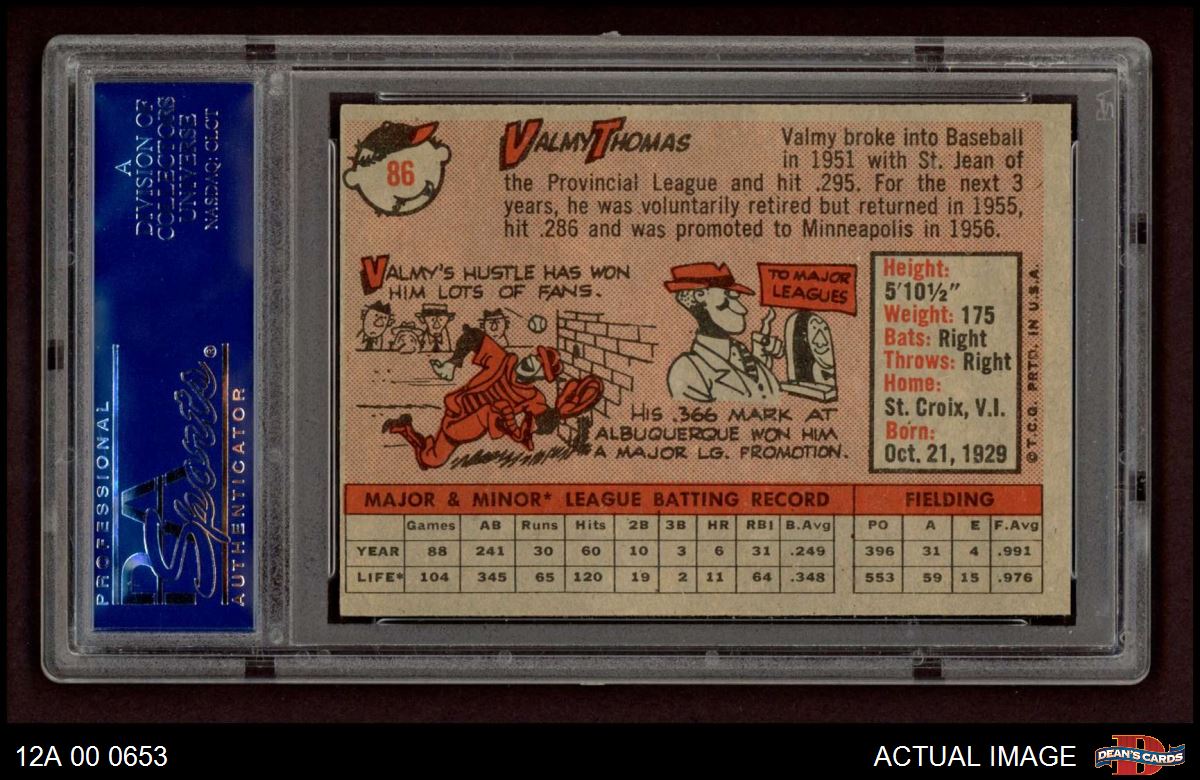 A
DIVISION OF
COLLECTORS
UNIVERSE
NASDAQ: CLCT
PROFESSIONAL
PSA
Sports®
AUTHENTICATOR
86
VALMY THOMAS
Valmy broke into Baseball
in 1951 with St. Jean of
the Provincial League and hit .295. For the next 3
years, he was voluntarily retired but returned in 1955,
hit .286 and was promoted to Minneapolis in 1956.
VALMY'S HUSTLE HAS WON
HIM LOTS OF FANS.
TO MAJOR
LEAGUES
HIS .366 MARK AT
ALBUQUERQUE WON HIM
A MAJOR LG. PROMOTION.
Height:
5'10½"
Weight: 175
Bats: Right
Throws: Right
Home:
St. Croix, V.I.
Born:
Oct. 21, 1929
© T.C.G. PRTD. IN U.S.A.
MAJOR & MINOR* LEAGUE BATTING RECORD FIELDING
Games AB Runs Hits 2B 3B HR RBI B.Avg PO A E F.Avg
YEAR 88 241 30 60 10 3 6 31 .249 396 31 4 .991
LIFE* 104 345 65 120 19 2 11 64 .348 553 59 15 .976
12A 00 0653
ACTUAL IMAGE
D
DEAN'S CARDS